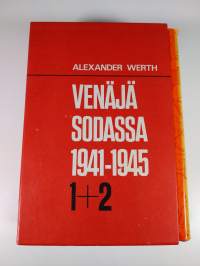 ALEXANDER WERTH
VENÄJÄ
SODASSA
1941-1945
1+2